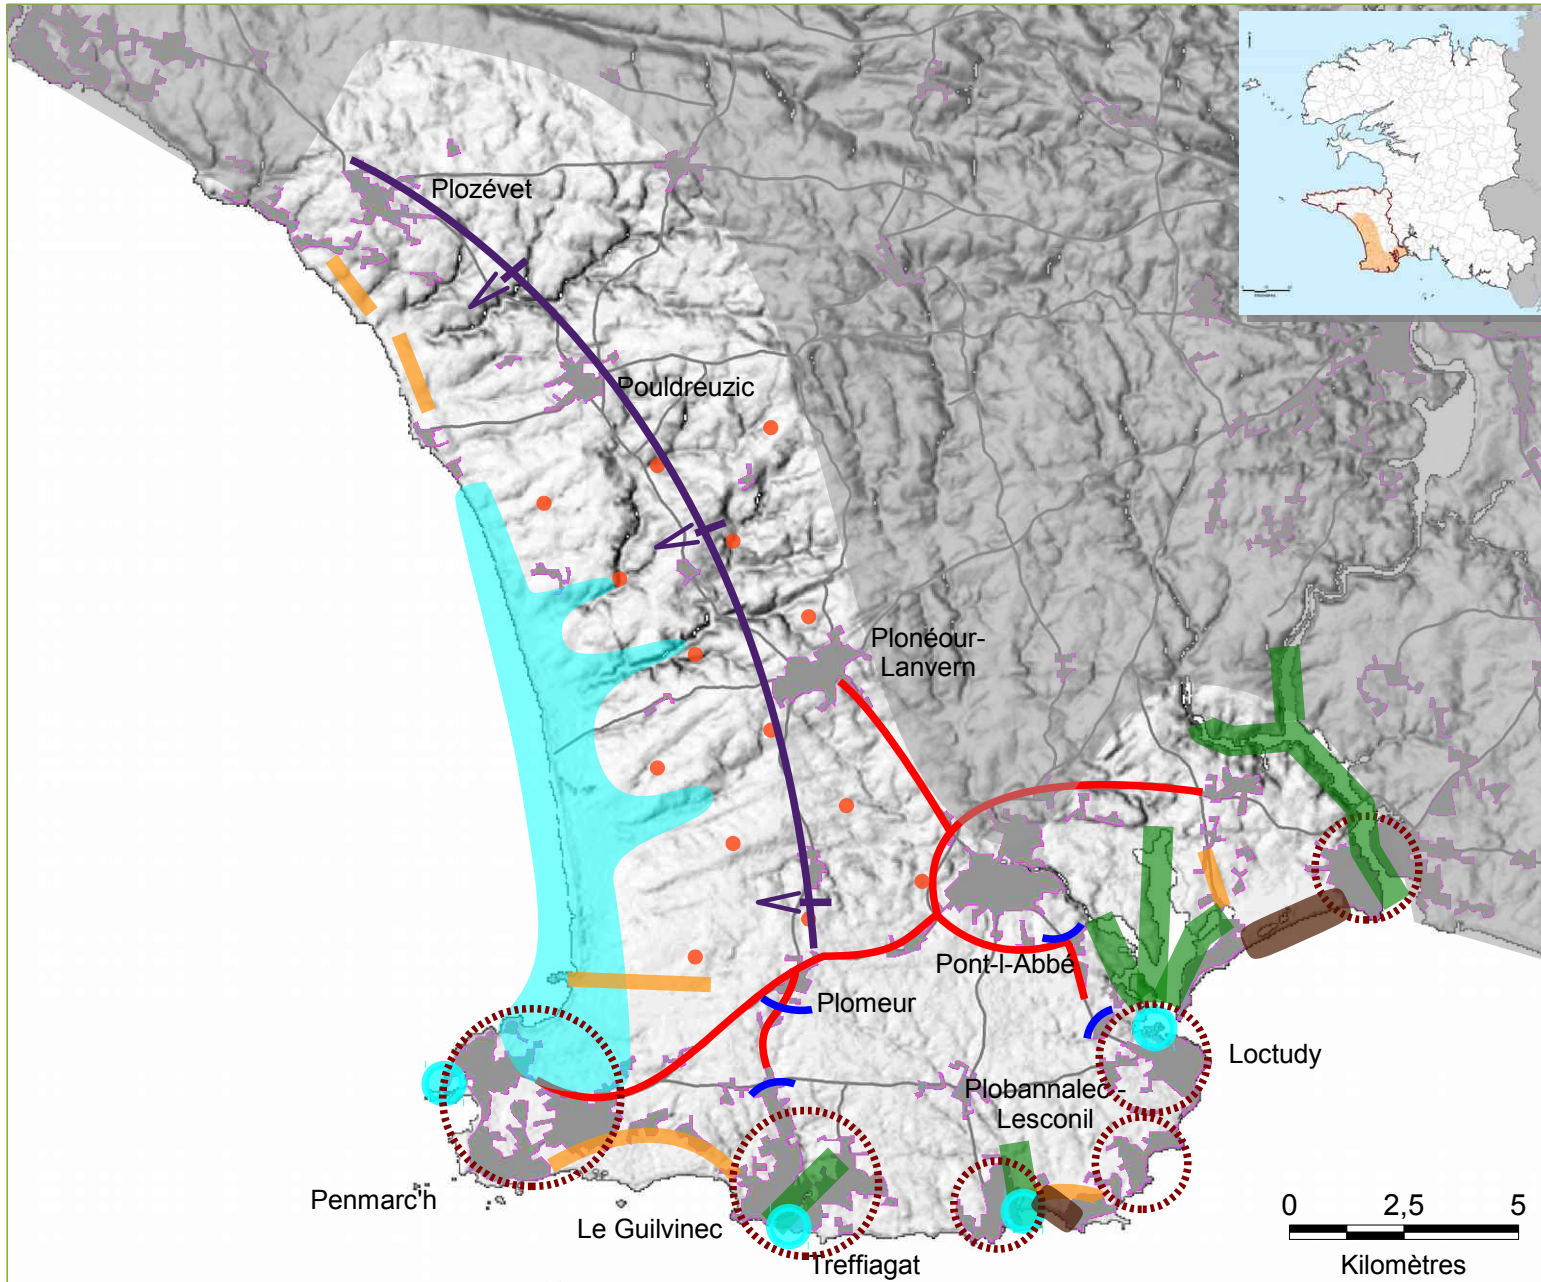 Plozévet
Pouldreuzic
Plonéour-
Lanvern
Pont-l-Abbé
Plomeur
Loctudy
Plobannalec -
Lesconil
Penmarc'h
Le Guilvinec
Treffiagat
0 2,5 5
Kilomètres